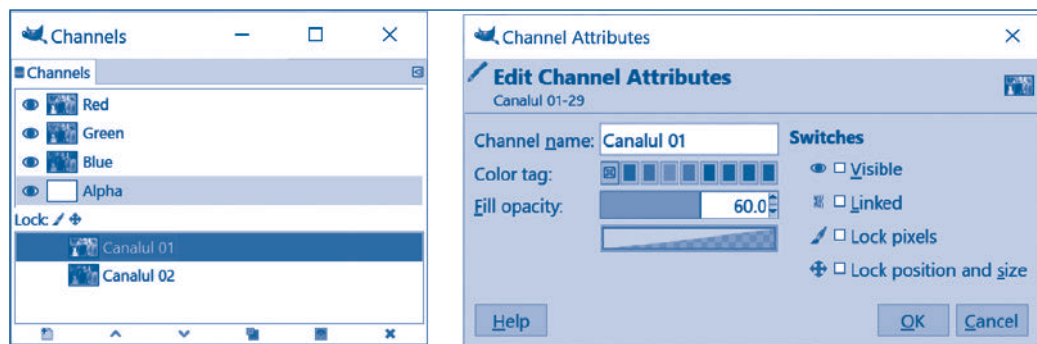 Channels
Channels
Red
Green
Blue
Alpha
Lock:
Canalul 01
Canalul 02
Channel Attributes
Edit Channel Attributes
Canalul 01-29
Channel name: Canalul 01
Color tag:
Fill opacity: 60.0
Switches
Visible
Linked
Lock pixels
Lock position and size
Help
OK
Cancel